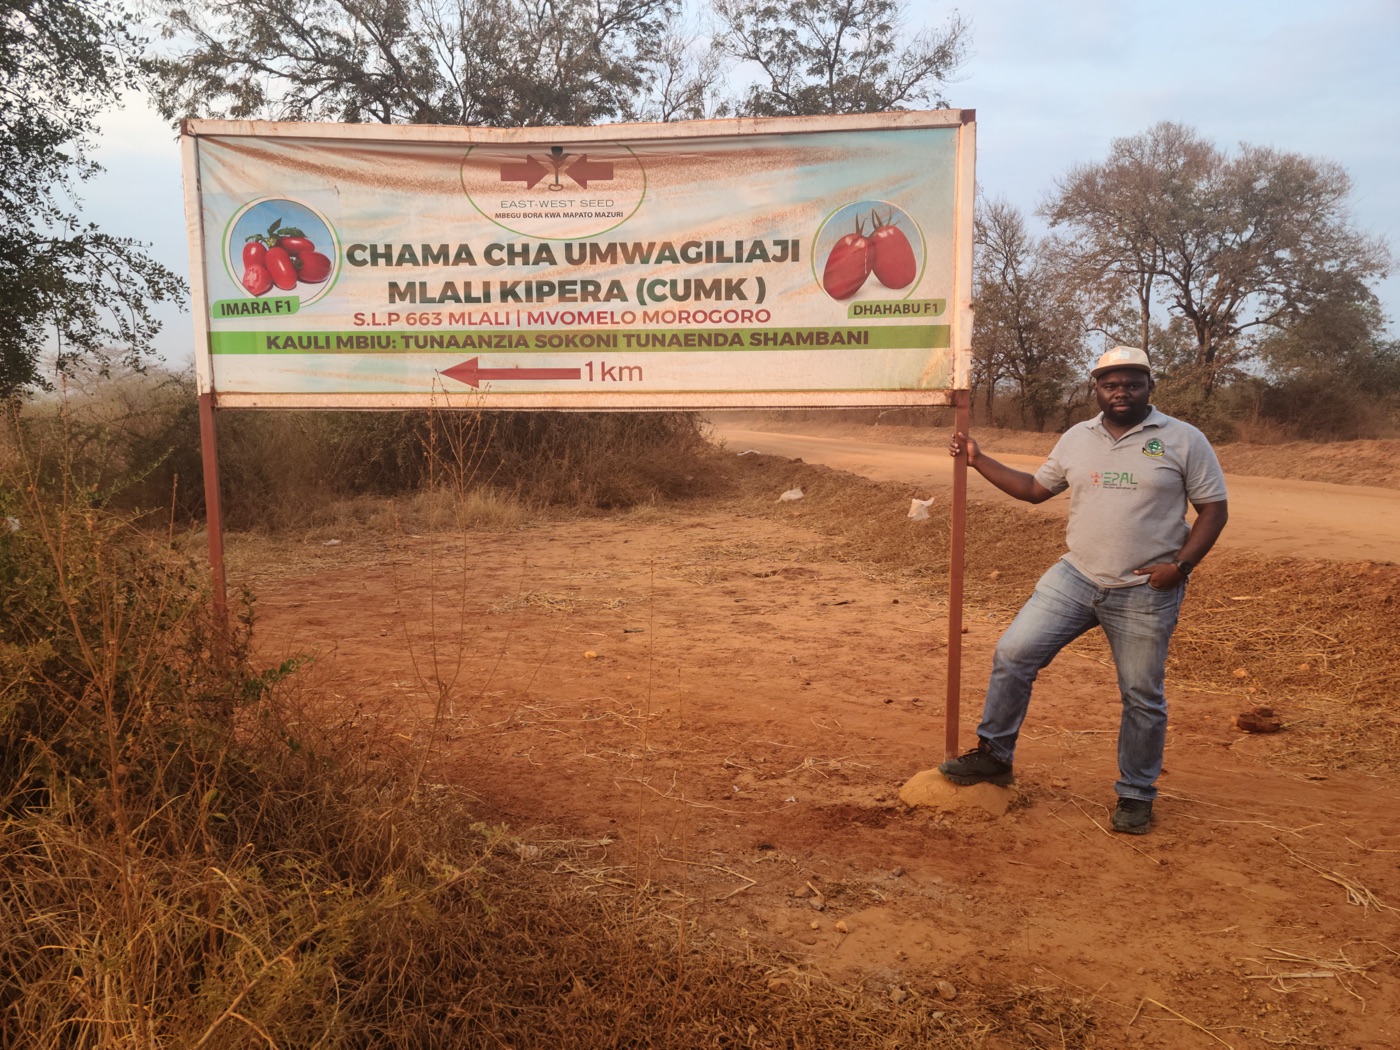 EAST-WEST SEED
MBEGU BORA KWA MAPATO MAZURI
CHAMA CHA UMWAGILIAJI
MLALI KIPERA (CUMK )
S.L.P 663 MLALI | MVOMELO MOROGORO
KAULI MBIU: TUNAANZIA SOKONI TUNAENDA SHAMBANI
1km
IMARA F1
DHAHABU F1
EPAL